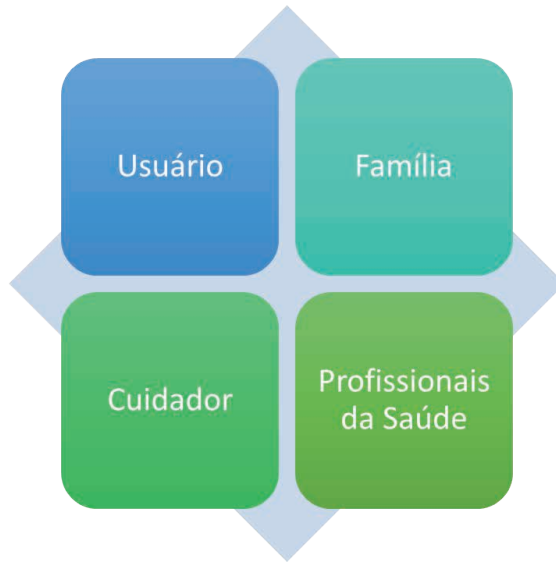 Usuário
Família
Cuidador
Profissionais
da Saúde